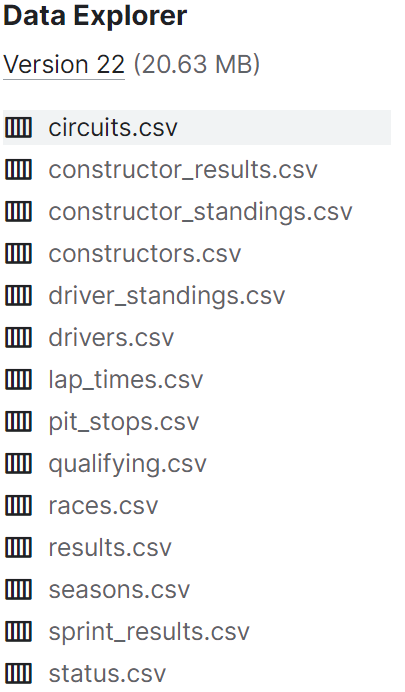 Data Explorer
Version 22 (20.63 MB)
circuits.csv
constructor_results.csv
constructor_standings.csv
constructors.csv
driver_standings.csv
drivers.csv
lap_times.csv
pit_stops.csv
qualifying.csv
races.csv
results.csv
seasons.csv
sprint_results.csv
status.csv